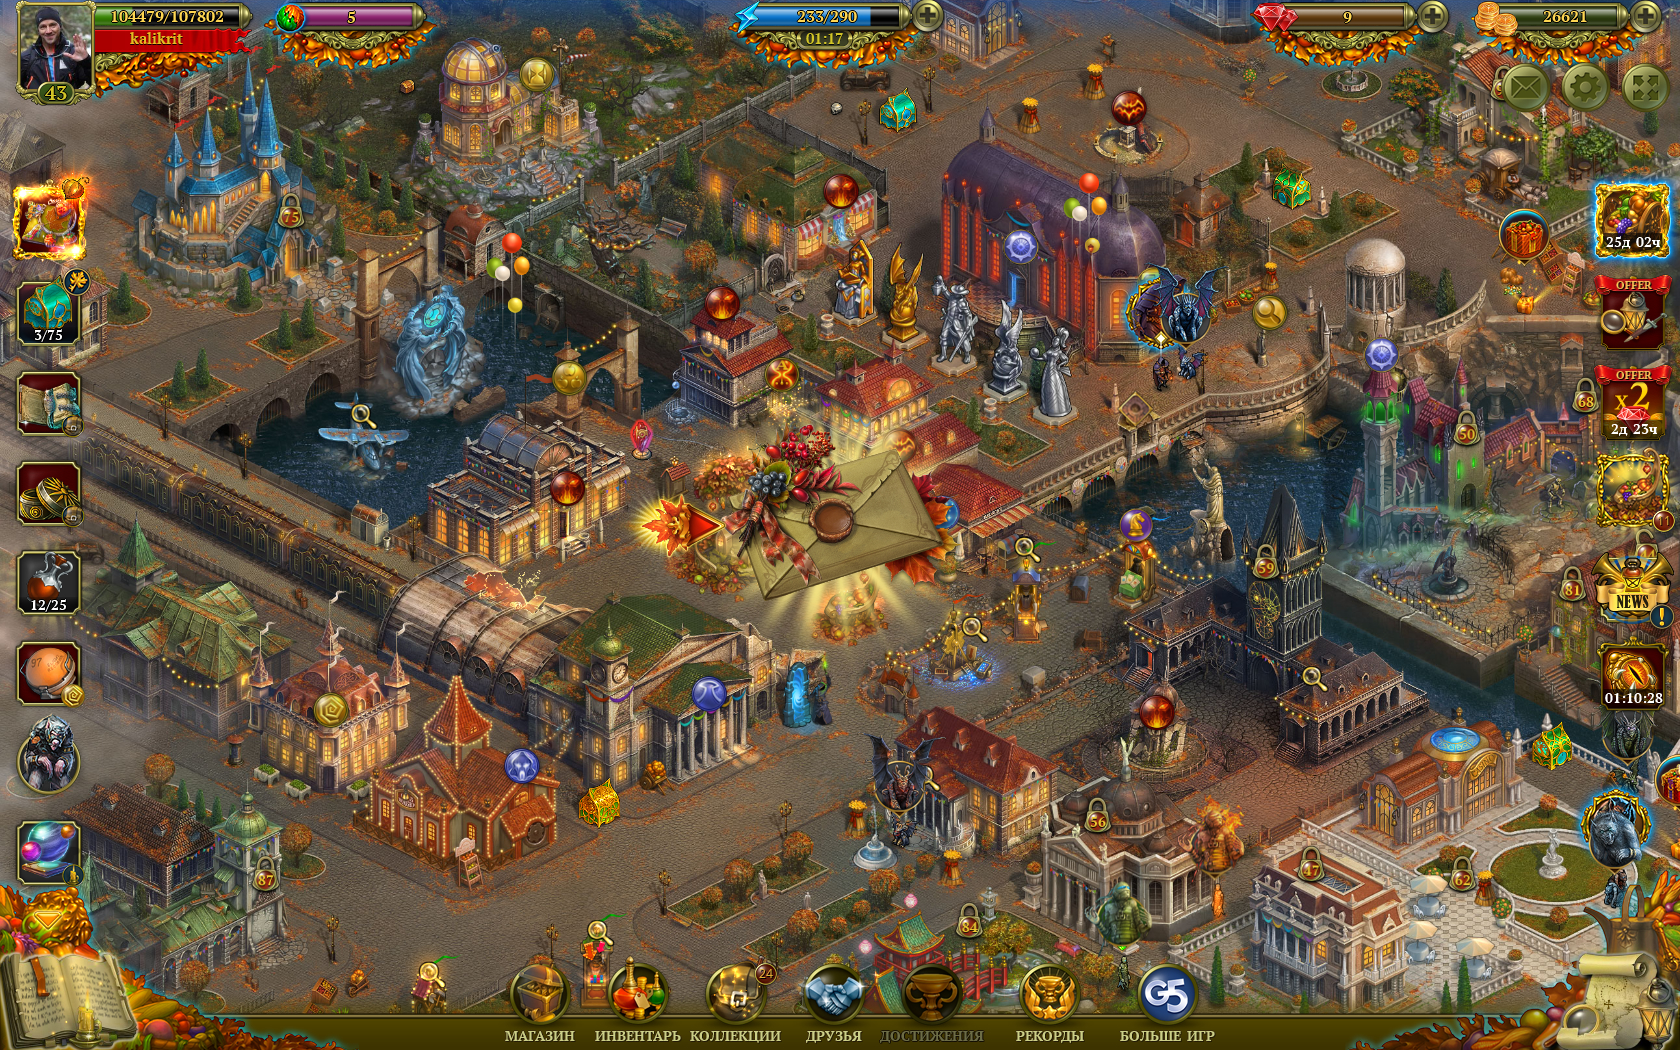 104479/107802
kalikrit
43
5
233/290
01:17
9
26621
75
3/75
12/25
25д 02ч
OFFER
OFFER
x2
2д 23ч
68
50
59
81
NEWS
!
01:10:28
87
56
47
62
84
24
МАГАЗИН
ИНВЕНТАРЬ
КОЛЛЕКЦИИ
ДРУЗЬЯ
ДОСТИЖЕНИЯ
РЕКОРДЫ
G5
БОЛЬШЕ ИГР